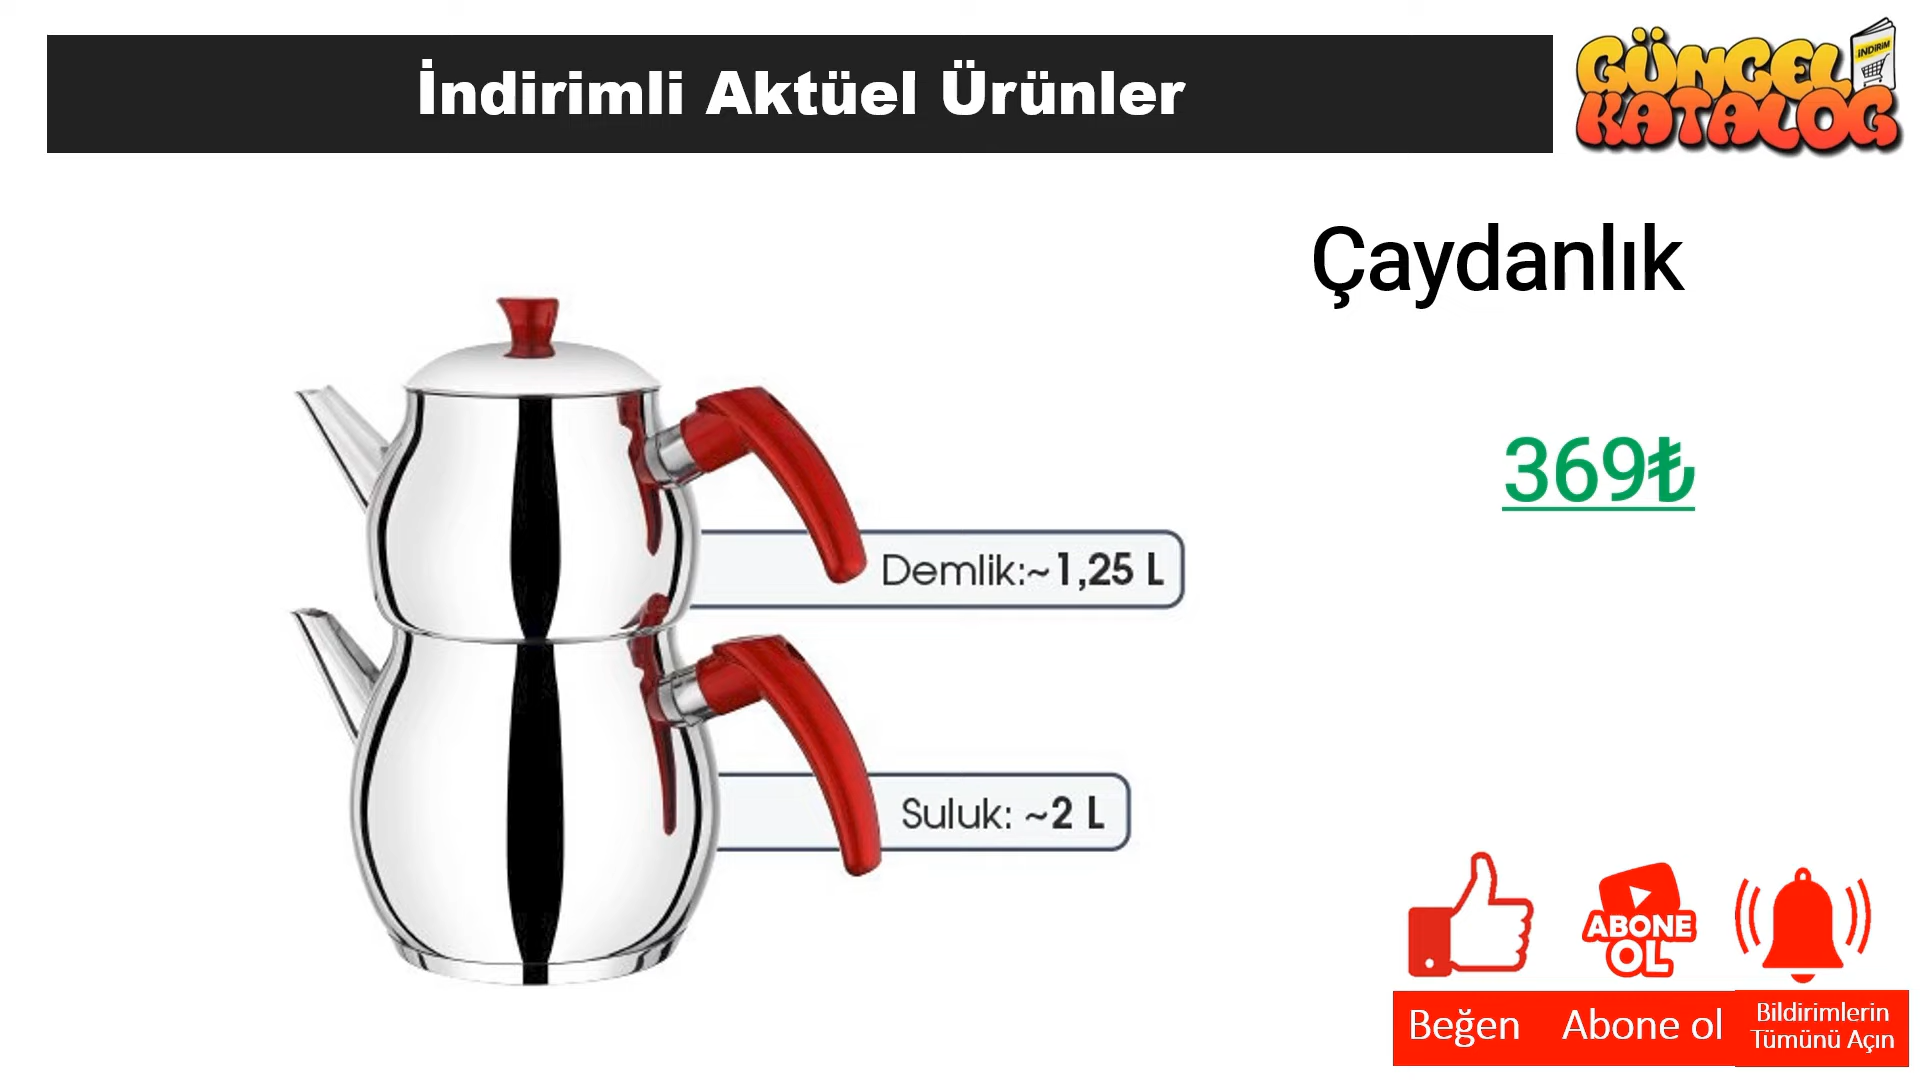 İndirimli Aktüel Ürünler
GÜNCEL
KATALOG
İNDİRİM
Çaydanlık
369₺
Demlik:~1,25 L
Suluk: ~2 L
ABONE
OL
Beğen
Abone ol
Bildirimlerin
Tümünü Açın